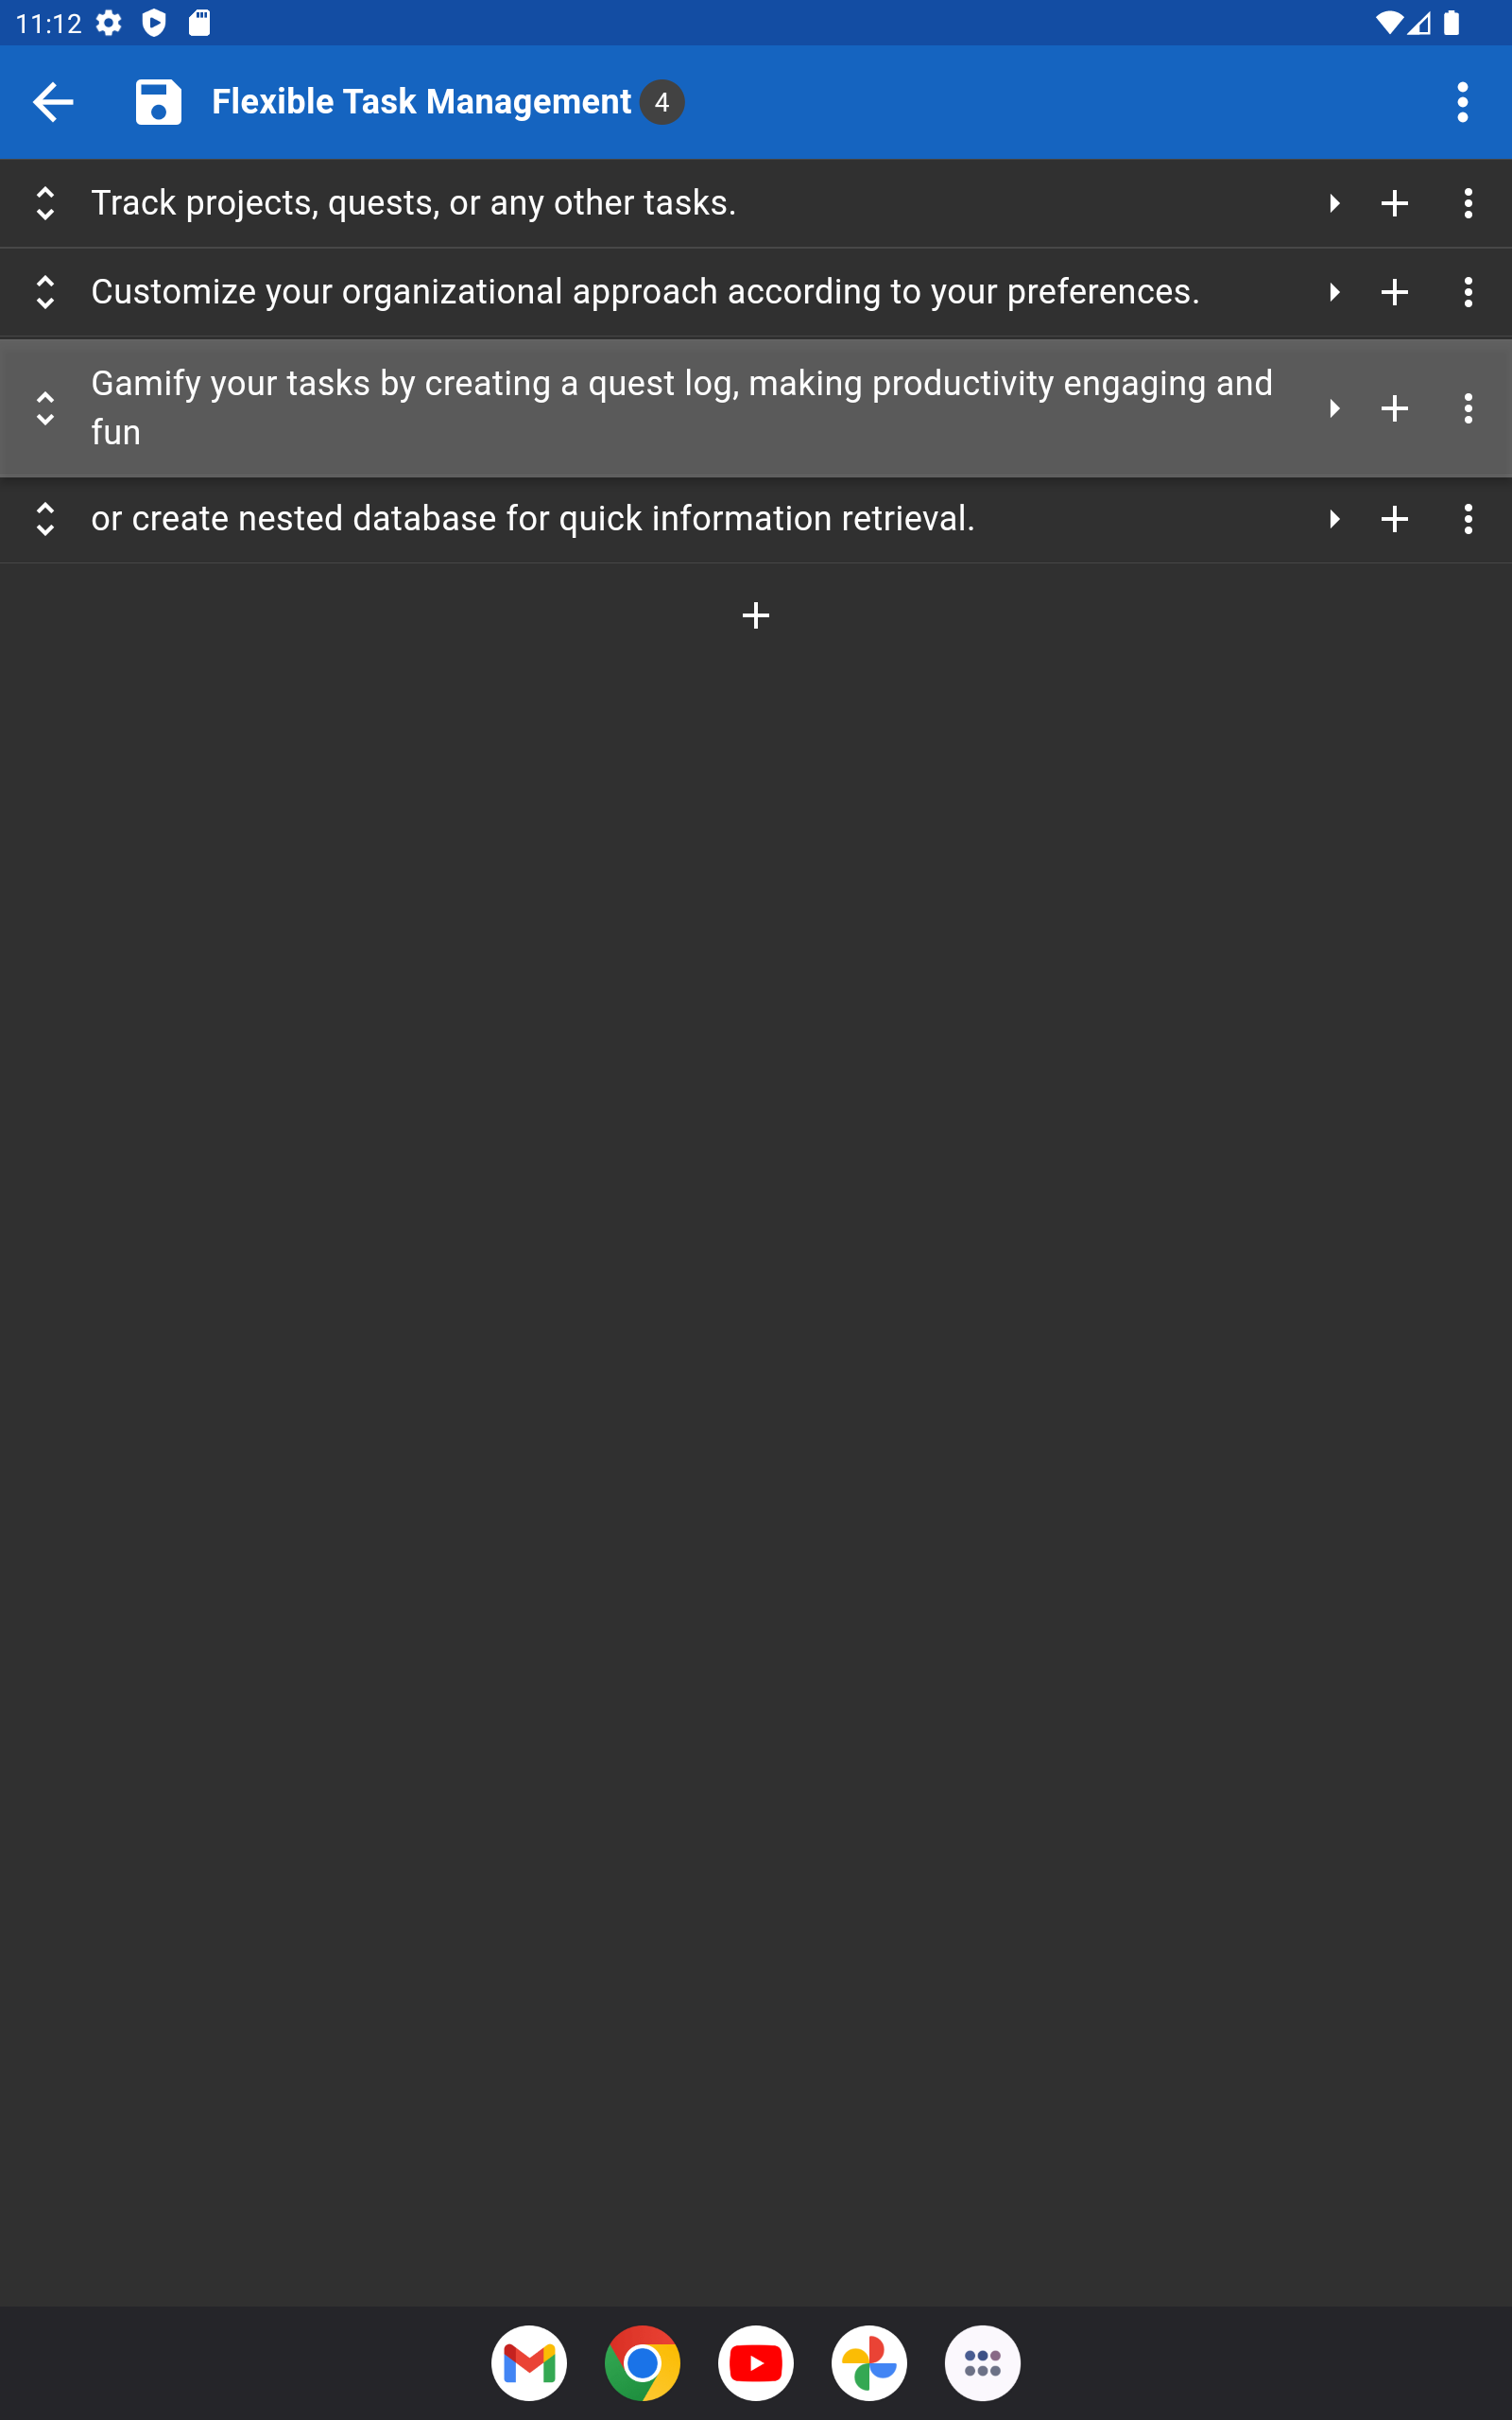 11:12
Flexible Task Management 4
Track projects, quests, or any other tasks.
Customize your organizational approach according to your preferences.
Gamify your tasks by creating a quest log, making productivity engaging and
fun
or create nested database for quick information retrieval.